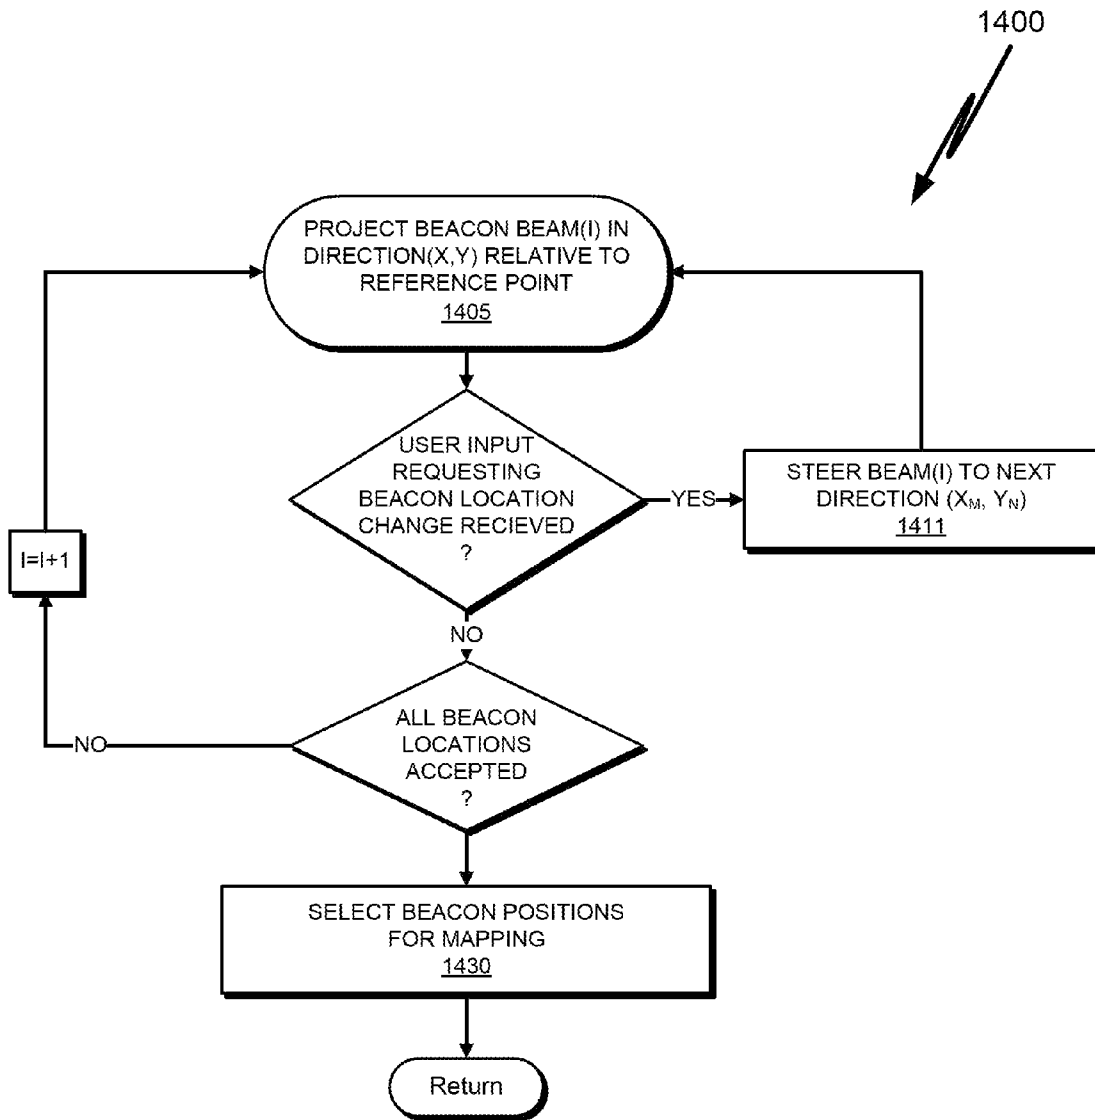 1400
PROJECT BEACON BEAM(I) IN
DIRECTION(X,Y) RELATIVE TO
REFERENCE POINT
1405
USER INPUT
REQUESTING
BEACON LOCATION
CHANGE RECIEVED
?
YES
STEER BEAM(I) TO NEXT
DIRECTION (XM, YN)
1411
I=I+1
NO
ALL BEACON
LOCATIONS
ACCEPTED
?
NO
SELECT BEACON POSITIONS
FOR MAPPING
1430
Return